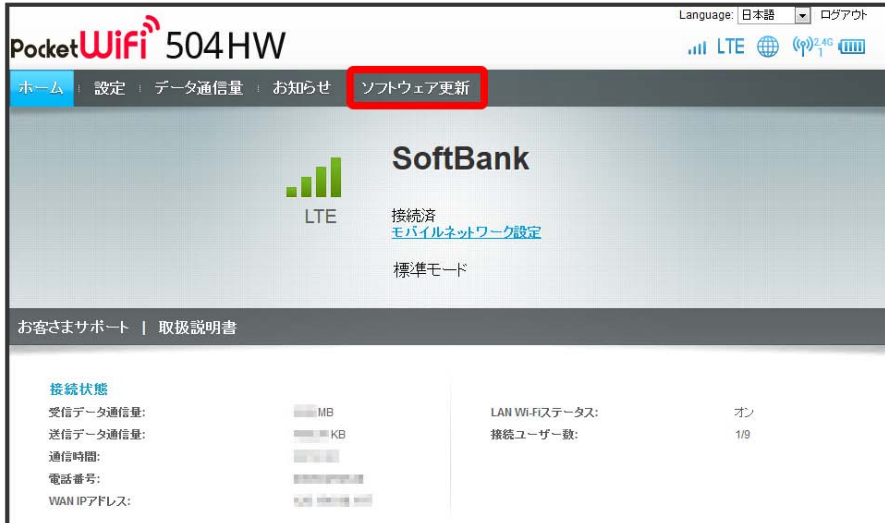 Language: 日本語 ログアウト
PocketWiFi 504HW
LTE 2.4G 1
ホーム 設定 データ通信量 お知らせ ソフトウェア更新
SoftBank
LTE
接続済
モバイルネットワーク設定
標準モード
お客さまサポート | 取扱説明書
接続状態
受信データ通信量: MB LAN Wi-Fiステータス: オン
送信データ通信量: KB 接続ユーザー数: 1/9
通信時間:
電話番号:
WAN IPアドレス: